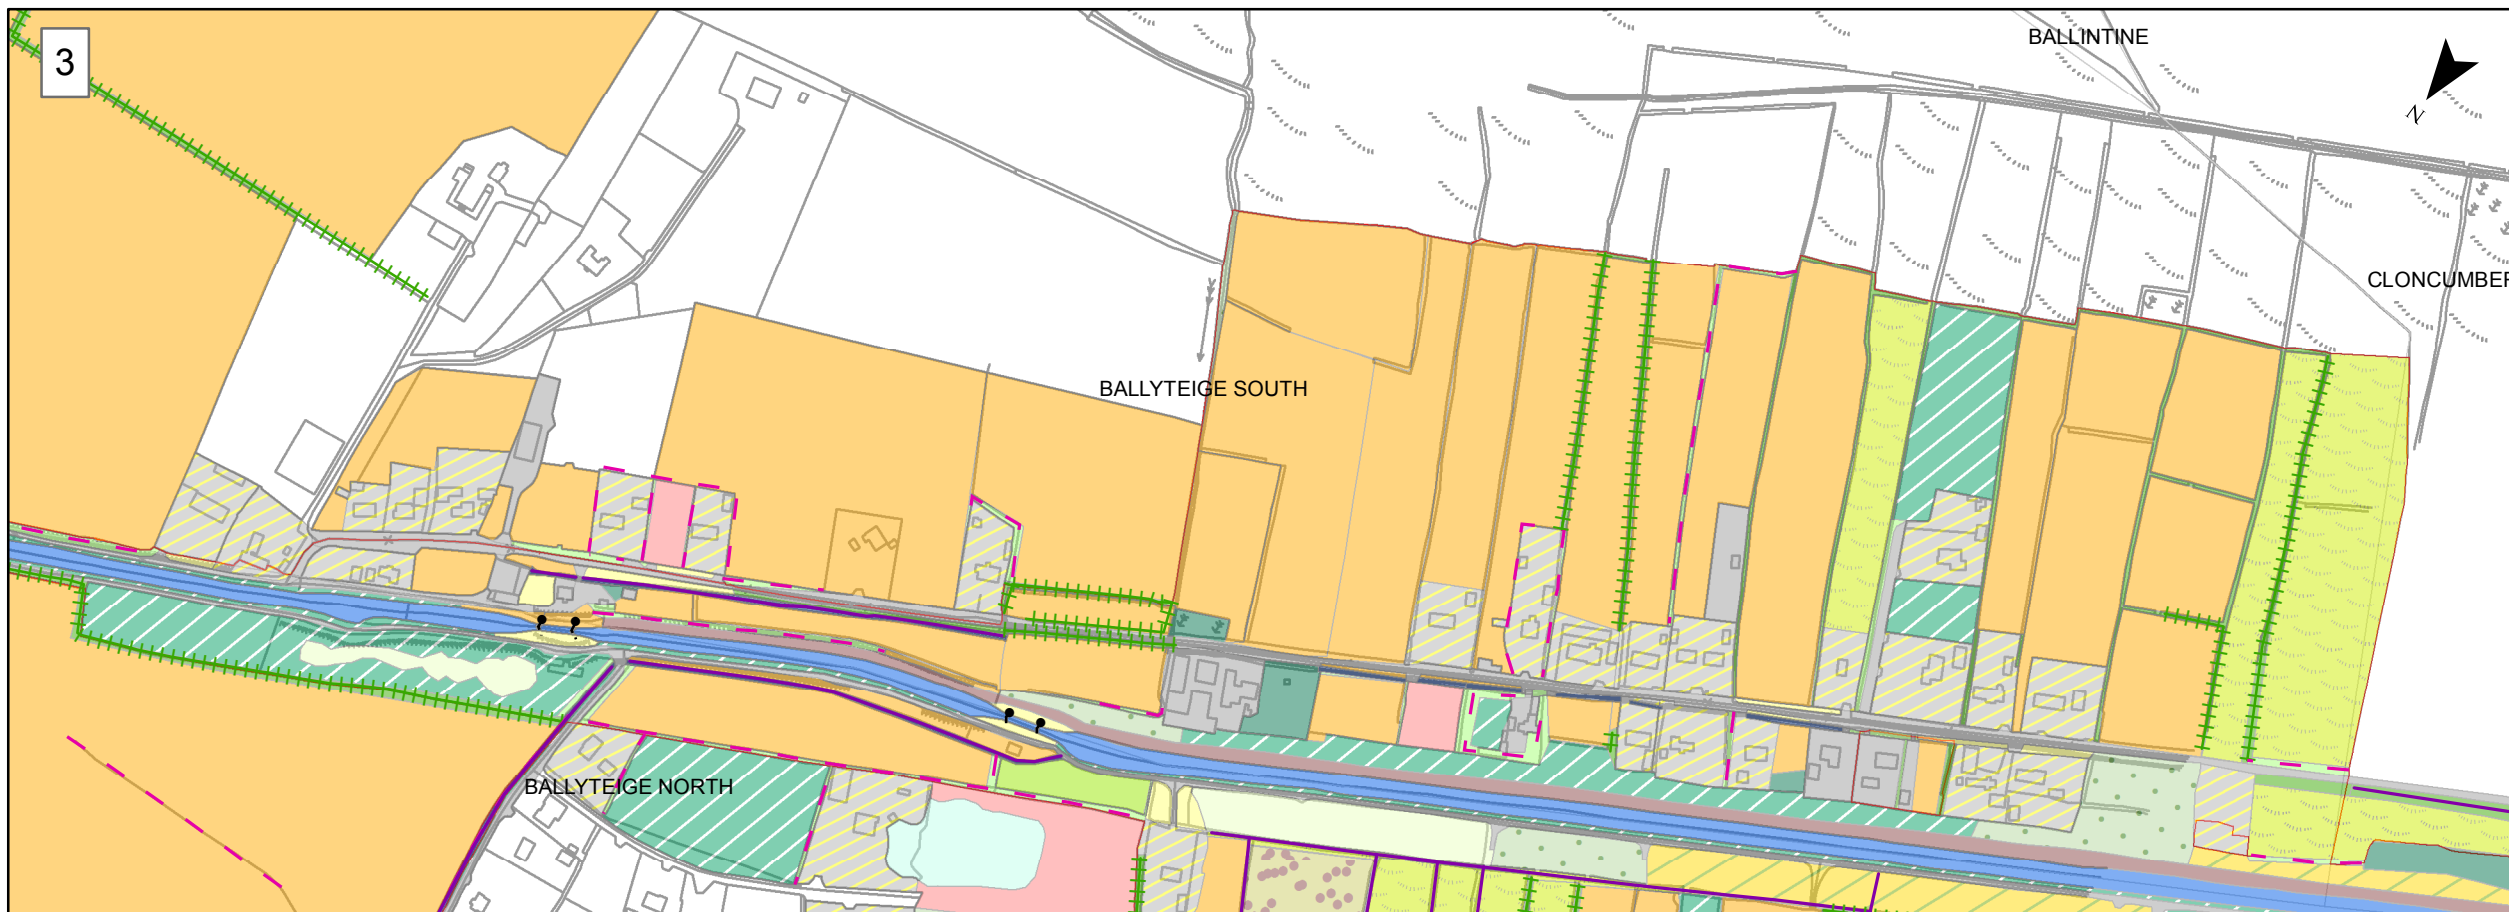 3
BALLINTINE
N
CLONCUMBER
BALLYTEIGE SOUTH
BALLYTEIGE NORTH